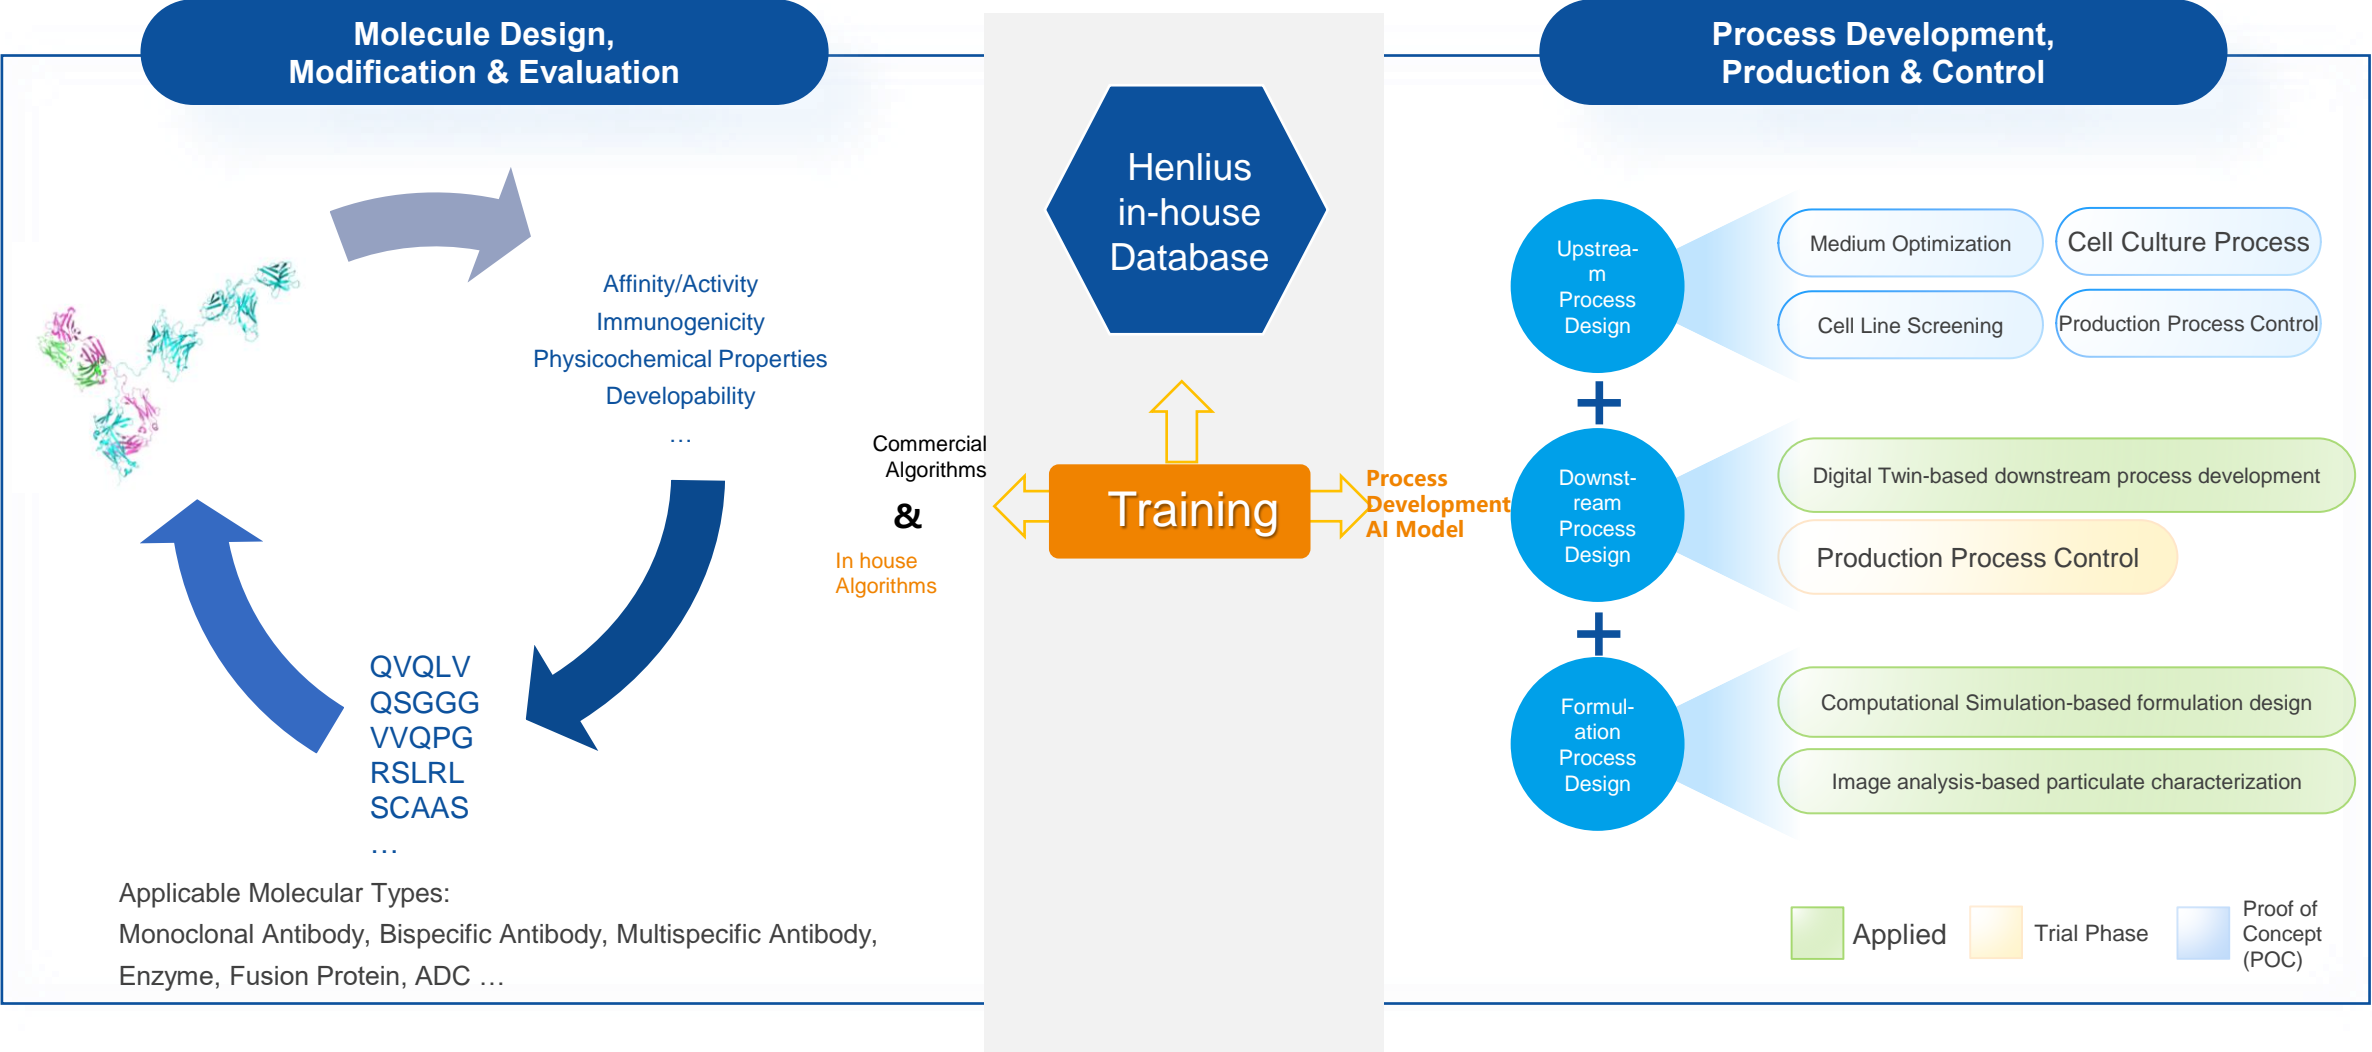 Molecule Design,
Modification & Evaluation
Affinity/Activity
Immunogenicity
Physicochemical Properties
Developability
…
Commercial
Algorithms
&
In house
Algorithms
QVQLV
QSGGG
VVQPG
RSLRL
SCAAS
…
Applicable Molecular Types:
Monoclonal Antibody, Bispecific Antibody, Multispecific Antibody,
Enzyme, Fusion Protein, ADC …
Henlius
in-house
Database
Training
Process
Development
AI Model
Process Development,
Production & Control
Upstrea-
m
Process
Design
Medium Optimization
Cell Culture Process
Cell Line Screening
Production Process Control
+
Downst-
ream
Process
Design
Digital Twin-based downstream process development
Production Process Control
+
Formul-
ation
Process
Design
Computational Simulation-based formulation design
Image analysis-based particulate characterization
Applied
Trial Phase
Proof of
Concept
(POC)